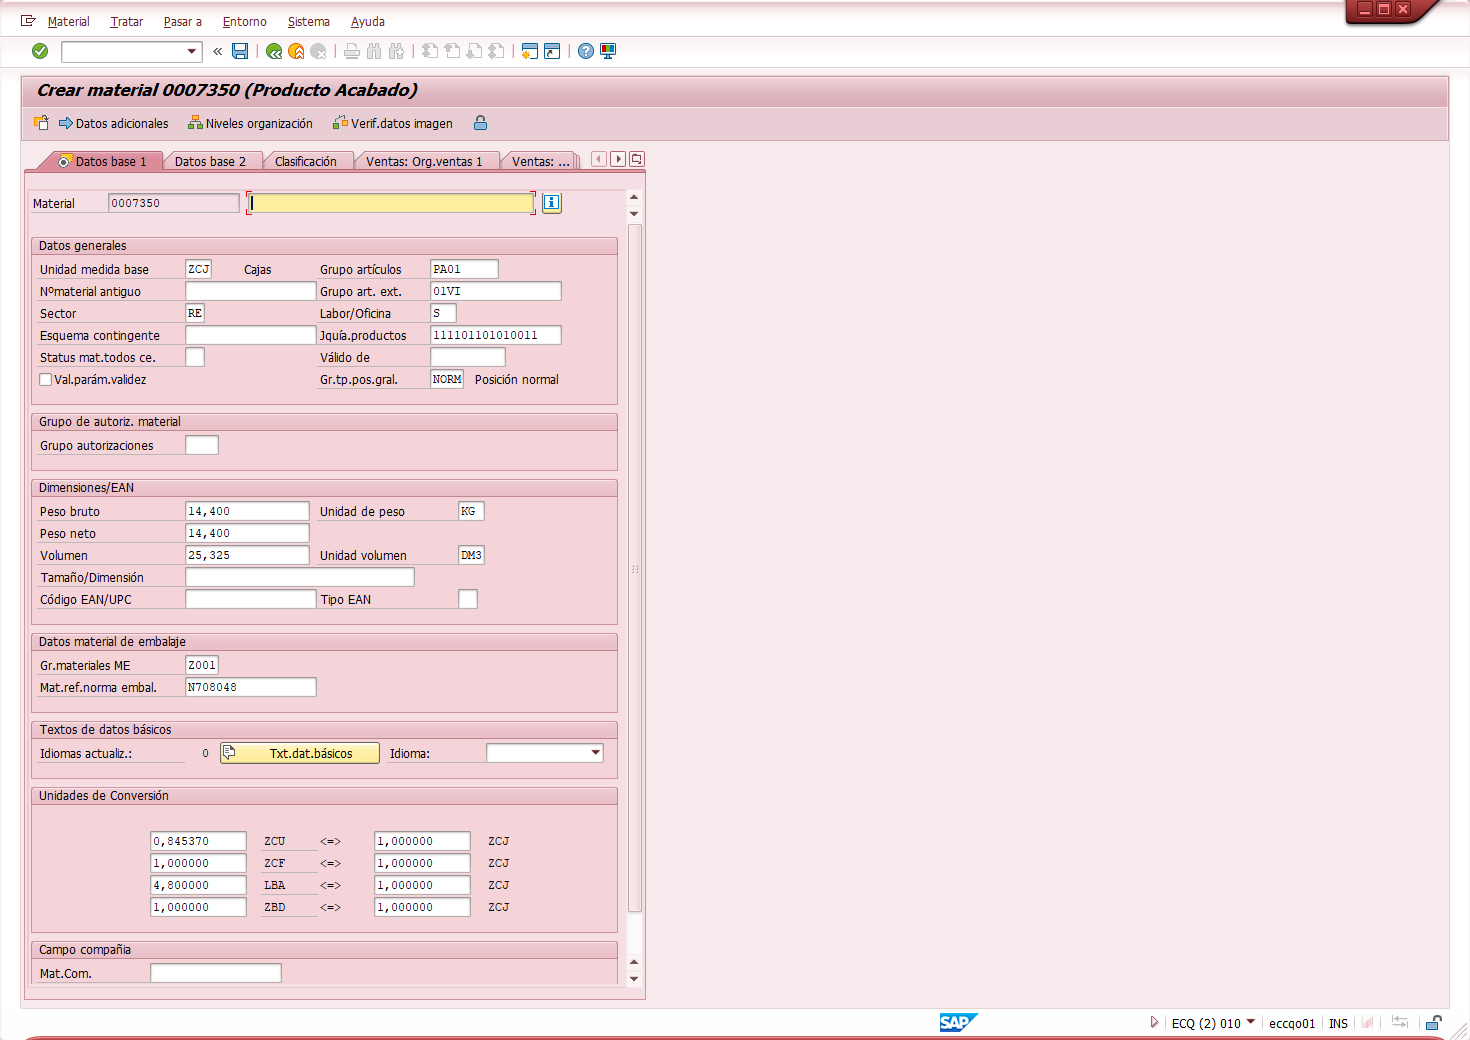 Material Tratar Pasar a Entorno Sistema Ayuda
Crear material 0007350 (Producto Acabado)
Datos adicionales Niveles organización Verif.datos imagen
Datos base 1 Datos base 2 Clasificación Ventas: Org.ventas 1 Ventas: ...
Material 0007350
Datos generales
Unidad medida base ZCJ Cajas Grupo artículos PA01
Nºmaterial antiguo Grupo art. ext. 01VI
Sector RE Labor/Oficina S
Esquema contingente Jquía.productos 111101101010011
Status mat.todos ce. Válido de
Val.parám.validez Gr.tp.pos.gral. NORM Posición normal
Grupo de autoriz. material
Grupo autorizaciones
Dimensiones/EAN
Peso bruto 14,400 Unidad de peso KG
Peso neto 14,400
Volumen 25,325 Unidad volumen DM3
Tamaño/Dimensión
Código EAN/UPC Tipo EAN
Datos material de embalaje
Gr.materiales ME Z001
Mat.ref.norma embal. N708048
Textos de datos básicos
Idiomas actualiz.: 0 Txt.dat.básicos Idioma:
Unidades de Conversión
0,845370 ZCU <=> 1,000000 ZCJ
1,000000 ZCF <=> 1,000000 ZCJ
4,800000 LBA <=> 1,000000 ZCJ
1,000000 ZBD <=> 1,000000 ZCJ
Campo compañia
Mat.Com.
SAP ECQ (2) 010 eccqo01 INS